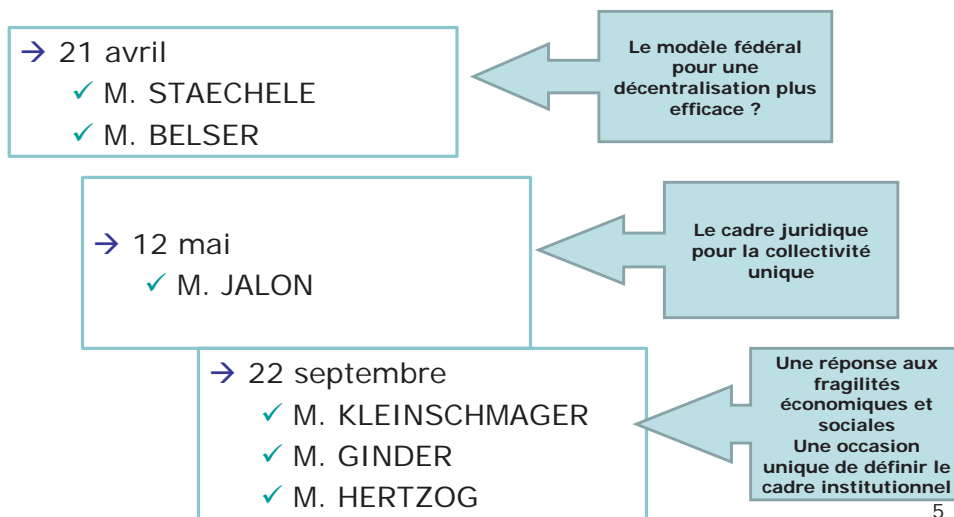 → 21 avril
✓ M. STAECHELE
✓ M. BELSER
Le modèle fédéral
pour une
décentralisation plus
efficace ?
→ 12 mai
✓ M. JALON
Le cadre juridique
pour la collectivité
unique
→ 22 septembre
✓ M. KLEINSCHMAGER
✓ M. GINDER
✓ M. HERTZOG
Une réponse aux
fragilités
économiques et
sociales
Une occasion
unique de définir le
cadre institutionnel
5